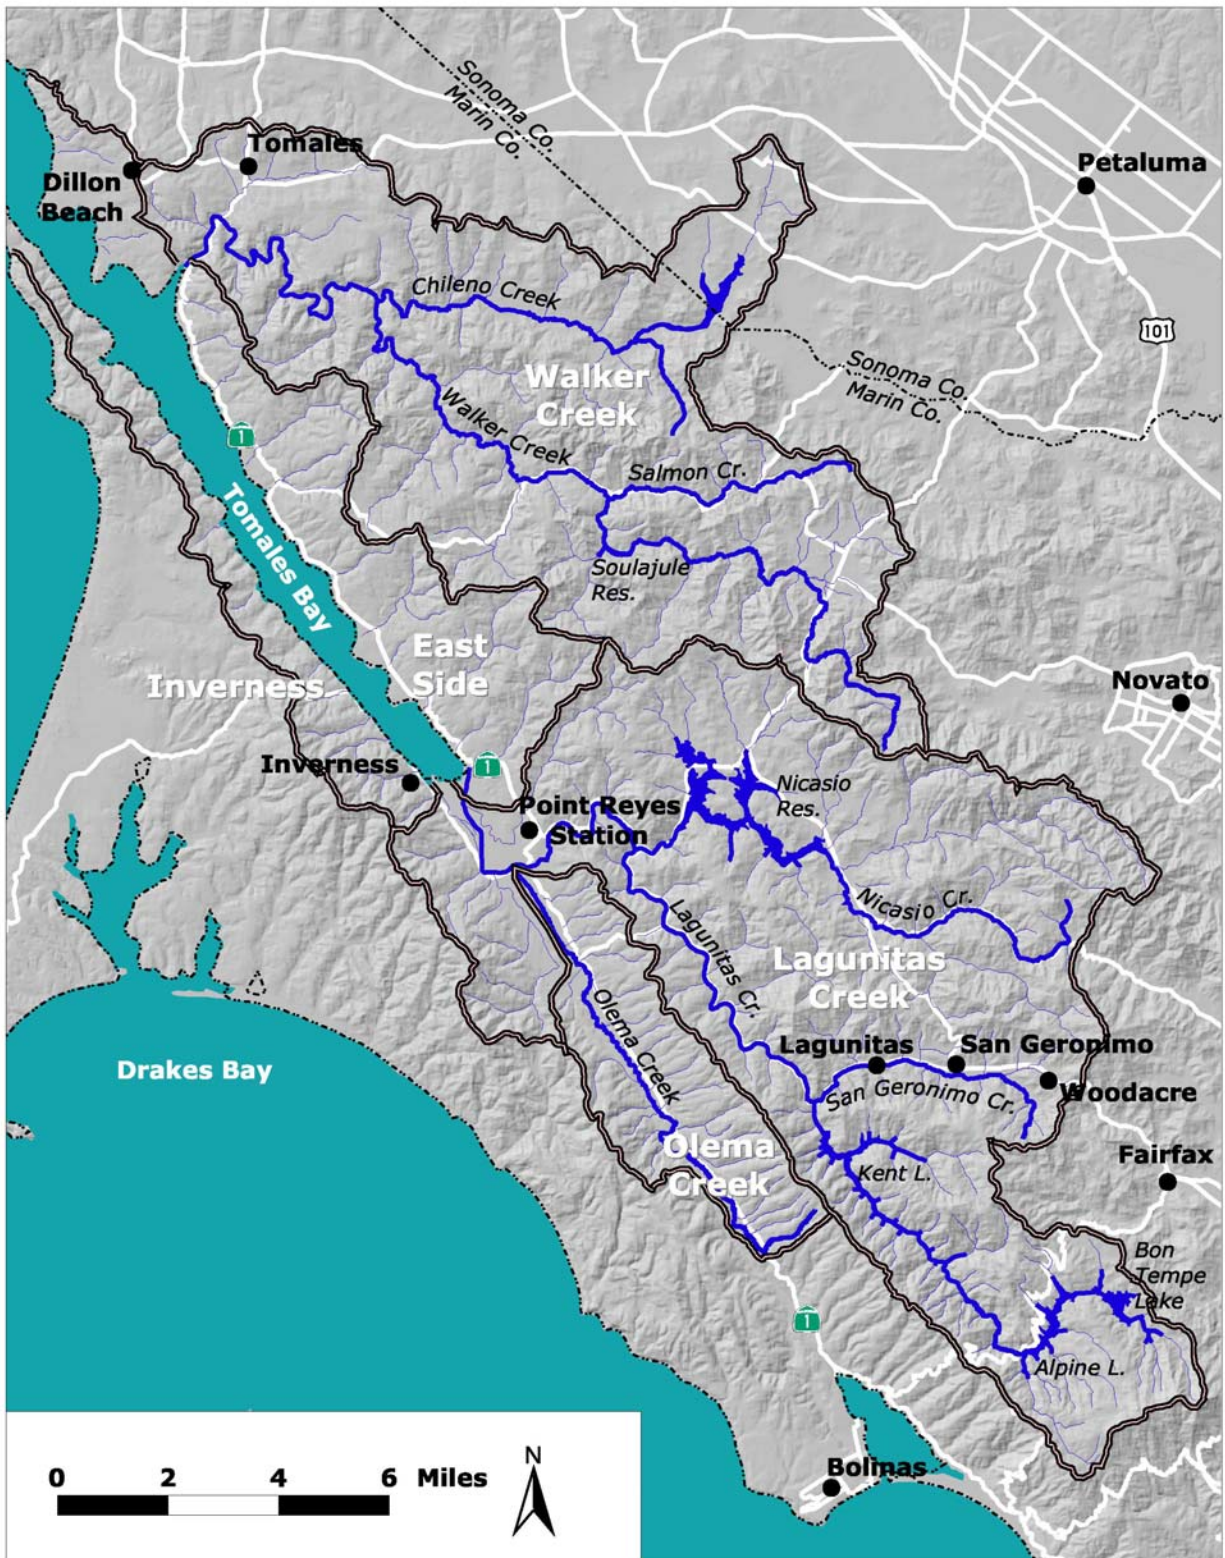 Sonoma Co.
Marin Co.
Tomales
Petaluma
Dillon
Beach
Chileno Creek
101
Sonoma Co.
Marin Co.
Walker
Creek
Walker Creek
1
Salmon Cr.
Tomales Bay
Soulajule
Res.
East
Side
Inverness
Novato
Inverness
1
Nicasio
Res.
Point Reyes
Station
Nicasio Cr.
Lagunitas Cr.
Lagunitas
Creek
Olema Creek
Lagunitas
San Geronimo
Drakes Bay
San Geronimo Cr.
Woodacre
Olema
Creek
Kent L.
Fairfax
Bon
Tempe
Lake
1
Alpine L.
Bolinas
0 2 4 6 Miles
N